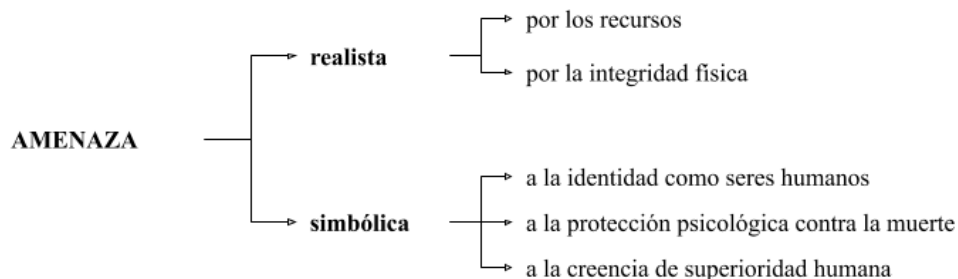 por los recursos
realista
por la integridad física
AMENAZA
a la identidad como seres humanos
simbólica
a la protección psicológica contra la muerte
a la creencia de superioridad humana